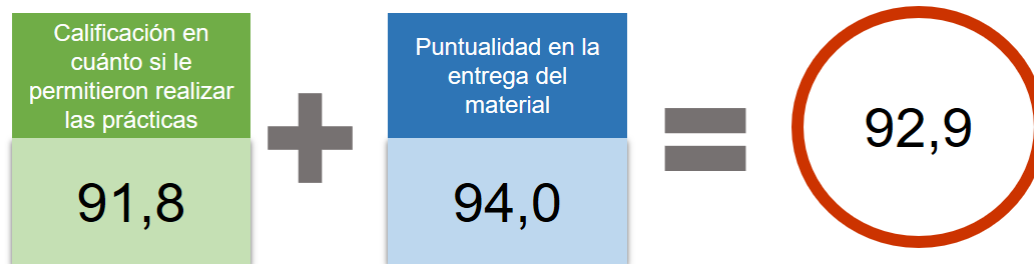 Calificación en
cuánto si le
permitieron realizar
las prácticas
91,8
+
Puntualidad en la
entrega del
material
94,0
=
92,9